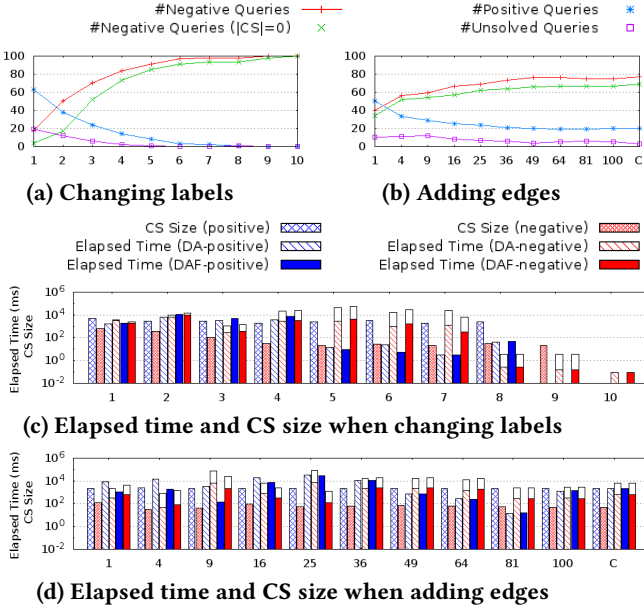 #Negative Queries
#Negative Queries (|CS|=0)
#Positive Queries
#Unsolved Queries
100
80
60
40
20
0
1 2 3 4 5 6 7 8 9 10
100
80
60
40
20
0
1 4 9 16 25 36 49 64 81 100 C
(a) Changing labels
(b) Adding edges
CS Size (positive)
Elapsed Time (DA-positive)
Elapsed Time (DAF-positive)
CS Size (negative)
Elapsed Time (DA-negative)
Elapsed Time (DAF-negative)
Elapsed Time (ms)
CS Size
10^6
10^4
10^2
10^0
10^-2
1 2 3 4 5 6 7 8 9 10
(c) Elapsed time and CS size when changing labels
Elapsed Time (ms)
CS Size
10^6
10^4
10^2
10^0
10^-2
1 4 9 16 25 36 49 64 81 100 C
(d) Elapsed time and CS size when adding edges